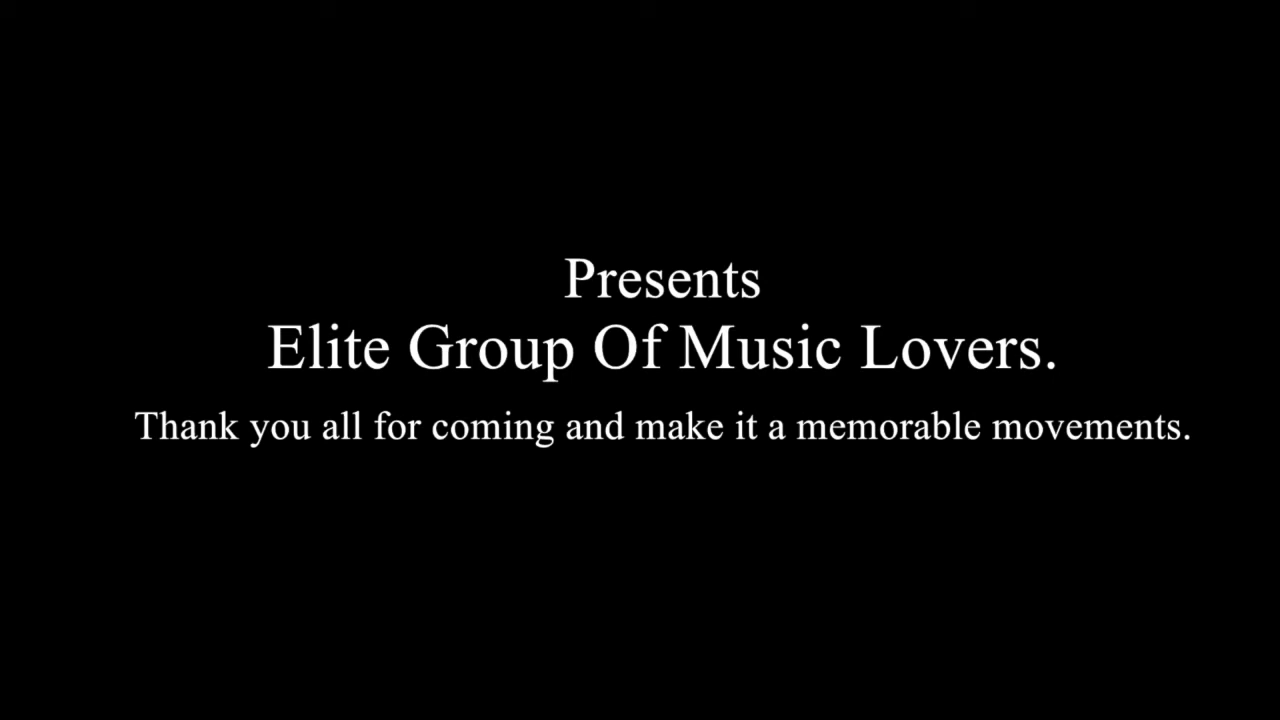 Presents
Elite Group Of Music Lovers.
Thank you all for coming and make it a memorable movements.